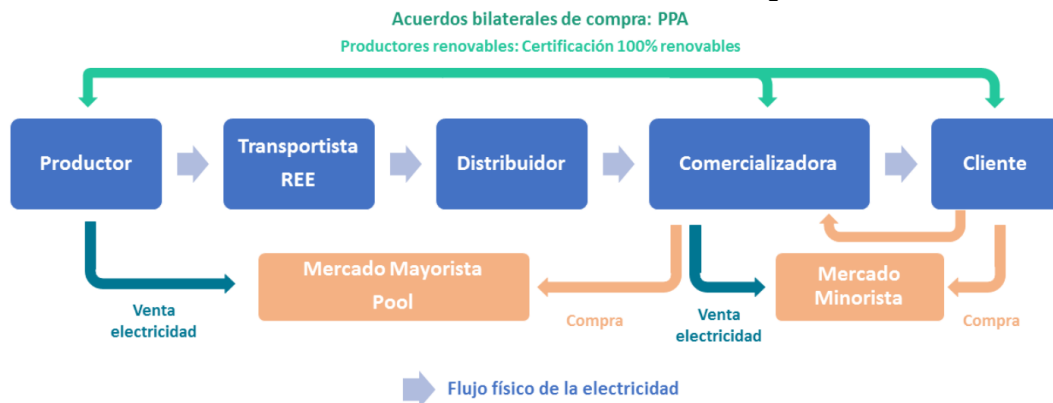 Acuerdos bilaterales de compra: PPA
Productores renovables: Certificación 100% renovables
Productor
Transportista
REE
Distribuidor
Comercializadora
Cliente
Mercado Mayorista
Pool
Mercado
Minorista
Venta
electricidad
Compra
Venta
electricidad
Compra
Flujo físico de la electricidad